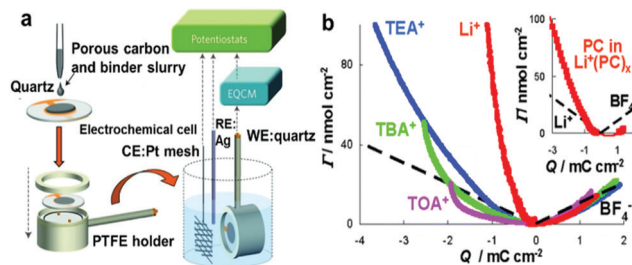 a
Porous carbon
and binder slurry
Quartz
Electrochemical cell
CE:Pt mesh
PTFE holder
Potentiostats
EQCM
RE:
Ag
WE:quartz
b
Γ/ nmol cm⁻²
100
80
40
0
TEA⁺
TBA⁺
TOA⁺
Li⁺
BF₄⁻
-4 -3 -2 -1 0 1 2
Q / mC cm⁻²
Γ/ nmol cm⁻²
100
50
0
PC in
Li⁺(PC)ₓ
Li⁺
BF₄
-3 -1 1
Q / mC cm⁻²